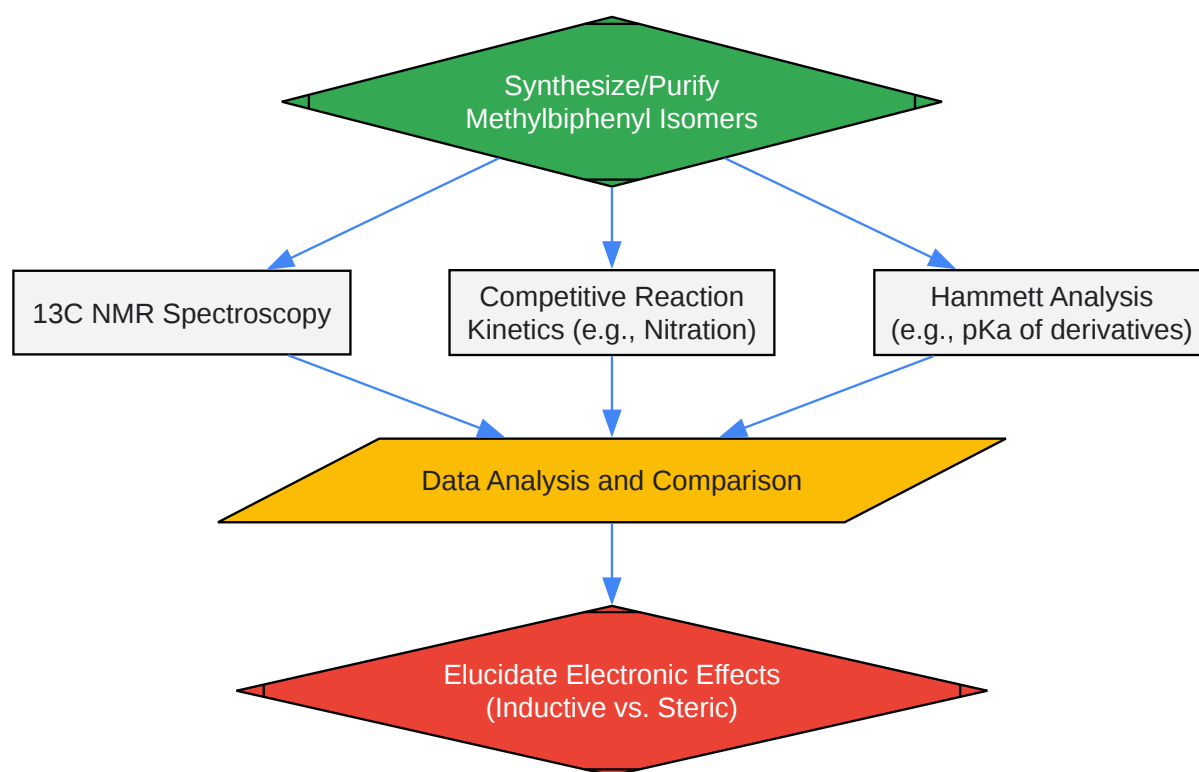 Synthesize/Purify
Methylbiphenyl Isomers
13C NMR Spectroscopy
Competitive Reaction
Kinetics (e.g., Nitration)
Hammett Analysis
(e.g., pKa of derivatives)
Data Analysis and Comparison
Elucidate Electronic Effects
(Inductive vs. Steric)